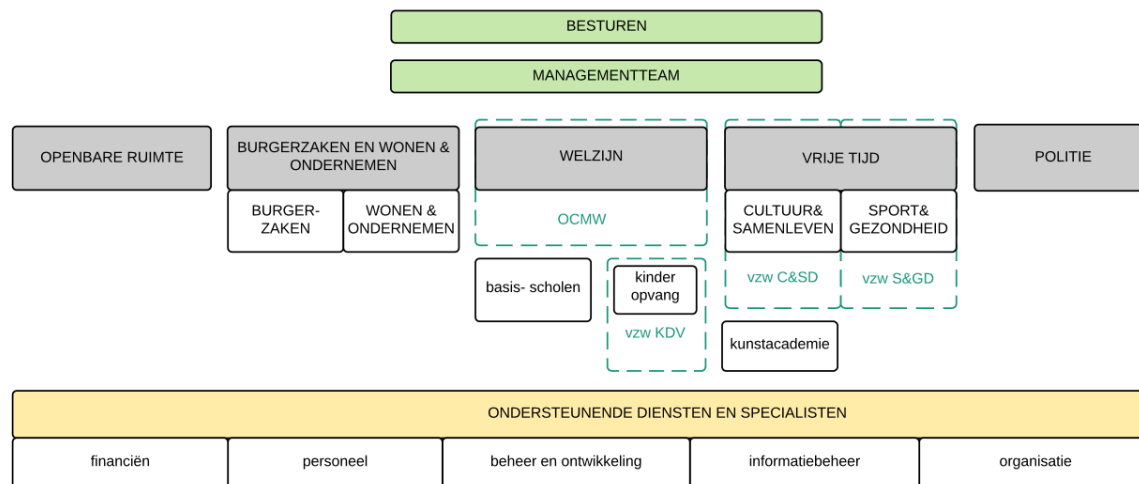 BESTUREN
MANAGEMENTTEAM
OPENBARE RUIMTE
BURGERZAKEN EN WONEN &
ONDERNEMEN
WELZIJN
VRIJE TIJD
POLITIE
BURGER-
ZAKEN
WONEN &
ONDERNEMEN
OCMW
CULTUUR&
SAMENLEVEN
SPORT&
GEZONDHEID
basis- scholen
kinder
opvang
vzw KDV
vzw C&SD
vzw S&GD
kunstacademie
ONDERSTEUNENDE DIENSTEN EN SPECIALISTEN
financiën
personeel
beheer en ontwikkeling
informatiebeheer
organisatie